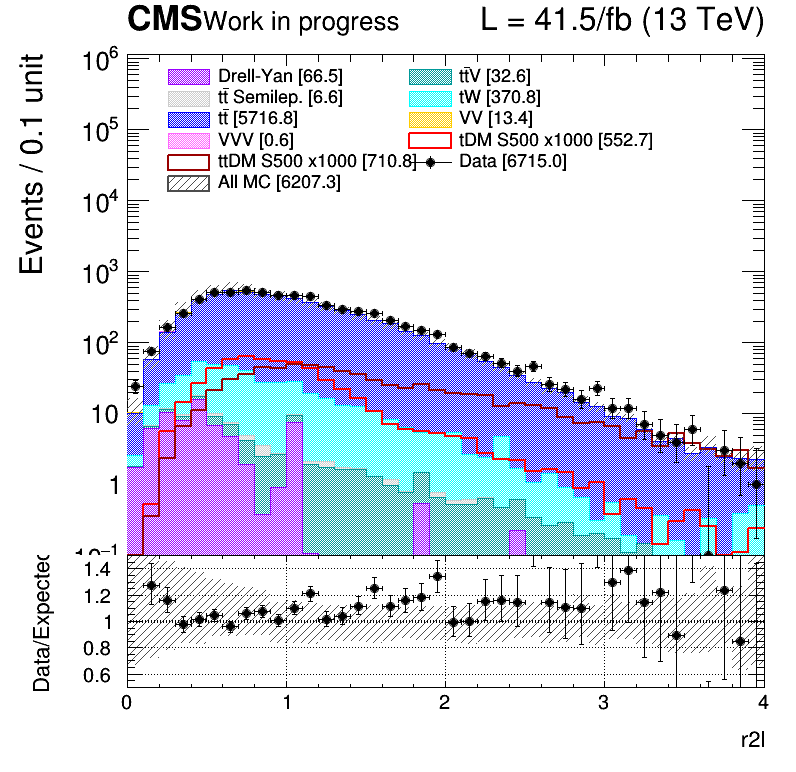 CMS Work in progress L = 41.5/fb (13 TeV)
Events / 0.1 unit
10⁶
10⁵
10⁴
10³
10²
10
1
10⁻¹
Drell-Yan [66.5] tt̄V [32.6]
tt̄ Semilep. [6.6] tW [370.8]
tt̄ [5716.8] VV [13.4]
VVV [0.6] tDM S500 x1000 [552.7]
ttDM S500 x1000 [710.8] Data [6715.0]
All MC [6207.3]
Data/Expected
1.4
1.2
1
0.8
0.6
0 1 2 3 4
r2l